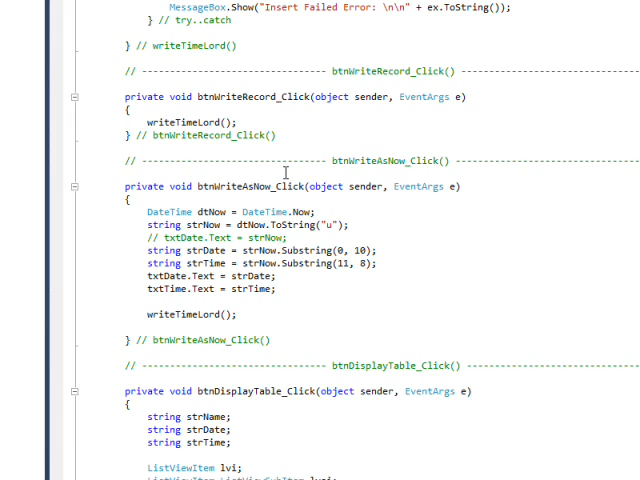 MessageBox.Show("Insert Failed Error: \n\n" + ex.ToString());
} // try..catch
} // writeTimeLord()
// --------------------------------- btnWriteRecord_Click() ---------------------------------
private void btnWriteRecord_Click(object sender, EventArgs e)
{
writeTimeLord();
} // btnWriteRecord_Click()
// --------------------------------- btnWriteAsNow_Click() ---------------------------------
private void btnWriteAsNow_Click(object sender, EventArgs e)
{
DateTime dtNow = DateTime.Now;
string strNow = dtNow.ToString("u");
// txtDate.Text = strNow;
string strDate = strNow.Substring(0, 10);
string strTime = strNow.Substring(11, 8);
txtDate.Text = strDate;
txtTime.Text = strTime;
writeTimeLord();
} // btnWriteAsNow_Click()
// --------------------------------- btnDisplayTable_Click() -------------------------------
private void btnDisplayTable_Click(object sender, EventArgs e)
{
string strName;
string strDate;
string strTime;
ListViewItem lvi;